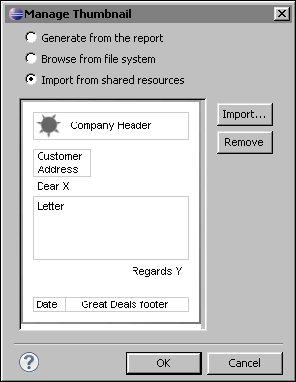 Manage Thumbnail
Generate from the report
Browse from file system
Import from shared resources
Company Header
Import...
Customer
Address
Remove
Dear X
Letter
Regards Y
Date
Great Deals footer
?
OK
Cancel